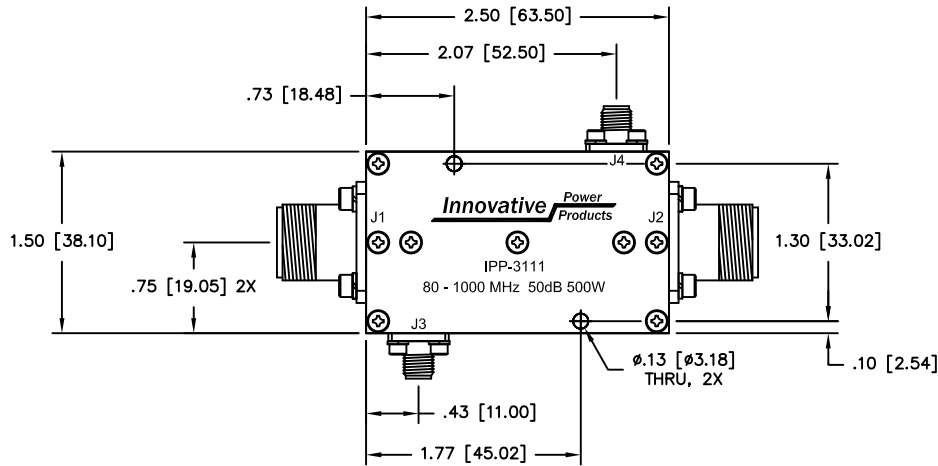 2.50 [63.50]
2.07 [52.50]
.73 [18.48]
J4
1.50 [38.10]
Innovative Power Products
J1
J2
1.30 [33.02]
.75 [19.05] 2X
IPP-3111
80 - 1000 MHz 50dB 500W
J3
ø.13 [ø3.18]
THRU, 2X
.10 [2.54]
.43 [11.00]
1.77 [45.02]